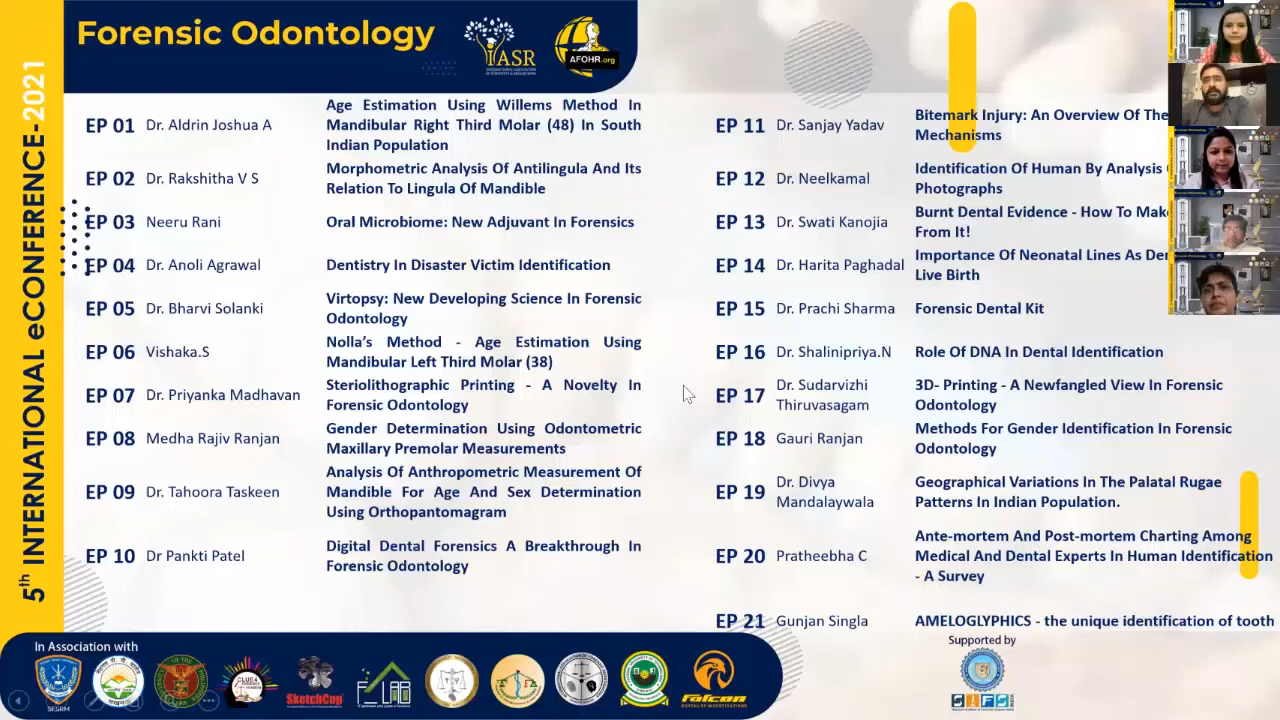 Forensic Odontology
IASR
AFOHR.org
5th INTERNATIONAL eCONFERENCE-2021
EP 01 Dr. Aldrin Joshua A
Age Estimation Using Willems Method In
Mandibular Right Third Molar (48) In South
Indian Population
EP 02 Dr. Rakshitha V S
Morphometric Analysis Of Antilingula And Its
Relation To Lingula Of Mandible
EP 03 Neeru Rani
Oral Microbiome: New Adjuvant In Forensics
EP 04 Dr. Anoli Agrawal
Dentistry In Disaster Victim Identification
EP 05 Dr. Bharvi Solanki
Virtopsy: New Developing Science In Forensic
Odontology
EP 06 Vishaka.S
Nolla's Method - Age Estimation Using
Mandibular Left Third Molar (38)
EP 07 Dr. Priyanka Madhavan
Steriolithographic Printing - A Novelty In
Forensic Odontology
EP 08 Medha Rajiv Ranjan
Gender Determination Using Odontometric
Maxillary Premolar Measurements
EP 09 Dr. Tahoora Taskeen
Analysis Of Anthropometric Measurement Of
Mandible For Age And Sex Determination
Using Orthopantomagram
EP 10 Dr Pankti Patel
Digital Dental Forensics A Breakthrough In
Forensic Odontology
EP 11 Dr. Sanjay Yadav
Bitemark Injury: An Overview Of The
Mechanisms
EP 12 Dr. Neelkamal
Identification Of Human By Analysis
Photographs
EP 13 Dr. Swati Kanojia
Burnt Dental Evidence - How To Make
From It!
EP 14 Dr. Harita Paghadal
Importance Of Neonatal Lines As
Live Birth
EP 15 Dr. Prachi Sharma
Forensic Dental Kit
EP 16 Dr. Shalinipriya.N
Role Of DNA In Dental Identification
EP 17 Dr. Sudarvizhi
Thiruvasagam
3D- Printing - A Newfangled View In Forensic
Odontology
EP 18 Gauri Ranjan
Methods For Gender Identification In Forensic
Odontology
EP 19 Dr. Divya
Mandalaywala
Geographical Variations In The Palatal Rugae
Patterns In Indian Population.
EP 20 Pratheebha C
Ante-mortem And Post-mortem Charting Among
Medical And Dental Experts In Human Identification
- A Survey
EP 21 Gunjan Singla
AMELOGLYPHICS - the unique identification of tooth
In Association with
SFSRM
CLUE4
SketchCop
F-LAB
Falcon
BUREAU OF INVESTIGATIONS
Supported by
SIFS
INDIA